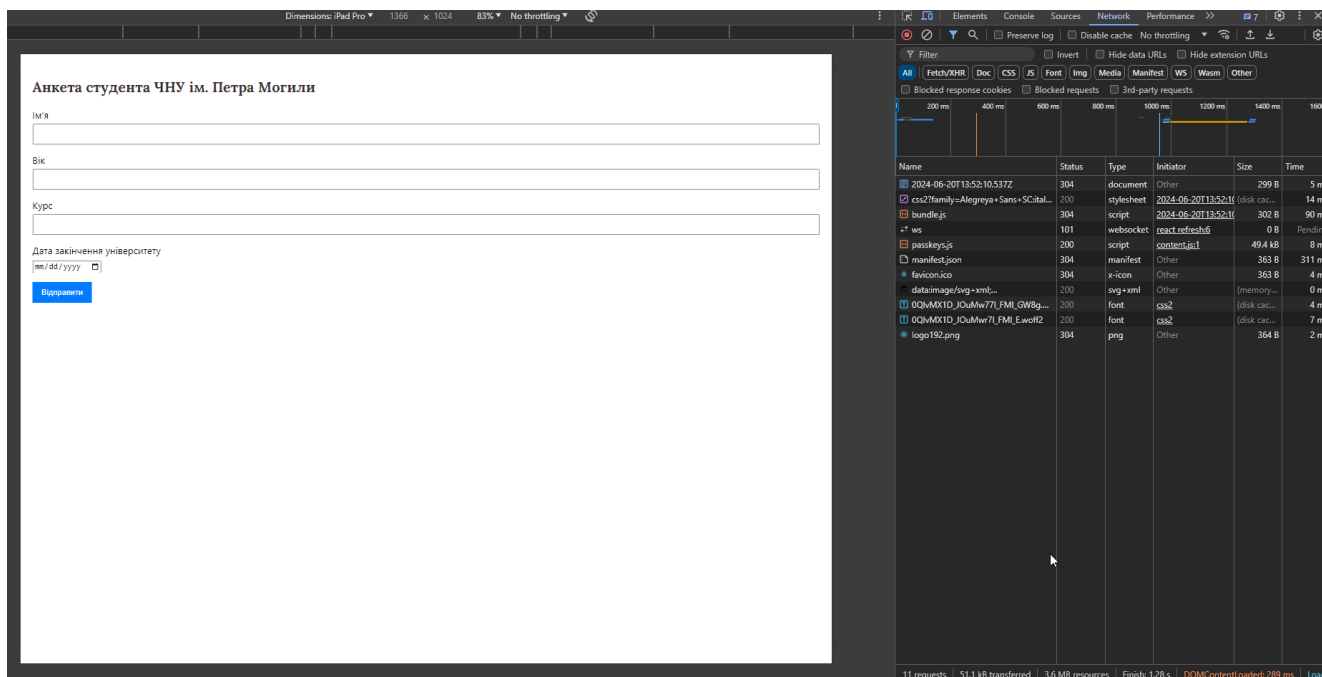 Dimensions: iPad Pro ▼ 1366 × 1024 83% ▼ No throttling ▼
Elements Console Sources Network Performance >> 7
Preserve log Disable cache No throttling ▼
Filter Invert Hide data URLs Hide extension URLs
All Fetch/XHR Doc CSS JS Font Img Media Manifest WS Wasm Other
Blocked response cookies Blocked requests 3rd-party requests
200 ms 400 ms 600 ms 800 ms 1000 ms 1200 ms 1400 ms 160
Анкета студента ЧНУ ім. Петра Могили
Ім'я
Вік
Курс
Дата закінчення університету
mm/dd/yyyy
Відправити
Name Status Type Initiator Size Time
2024-06-20T13:52:10.537Z 304 document Other 299 B 5 m
css2?family=Alegreya+Sans+SC:ital... 200 stylesheet 2024-06-20T13:52:10 (disk cac... 14 m
bundle.js 304 script 2024-06-20T13:52:10 302 B 90 m
ws 101 websocket react refresh:6 0 B Pendin
passkeys.js 200 script content.js:1 49.4 kB 8 m
manifest.json 304 manifest Other 363 B 311 m
favicon.ico 304 x-icon Other 363 B 4 m
data:image/svg+xml;... 200 svg+xml Other (memory... 0 m
0QIvMX1D_JOuMw77I_FMI_GW8g.... 200 font css2 (disk cac... 4 m
0QIvMX1D_JOuMwr7I_FMI_E.woff2 200 font css2 (disk cac... 7 m
logo192.png 304 png Other 364 B 2 m
11 requests 51.1 kB transferred 3.6 MB resources Finish: 1.28 s DOMContentLoaded: 289 ms Loa